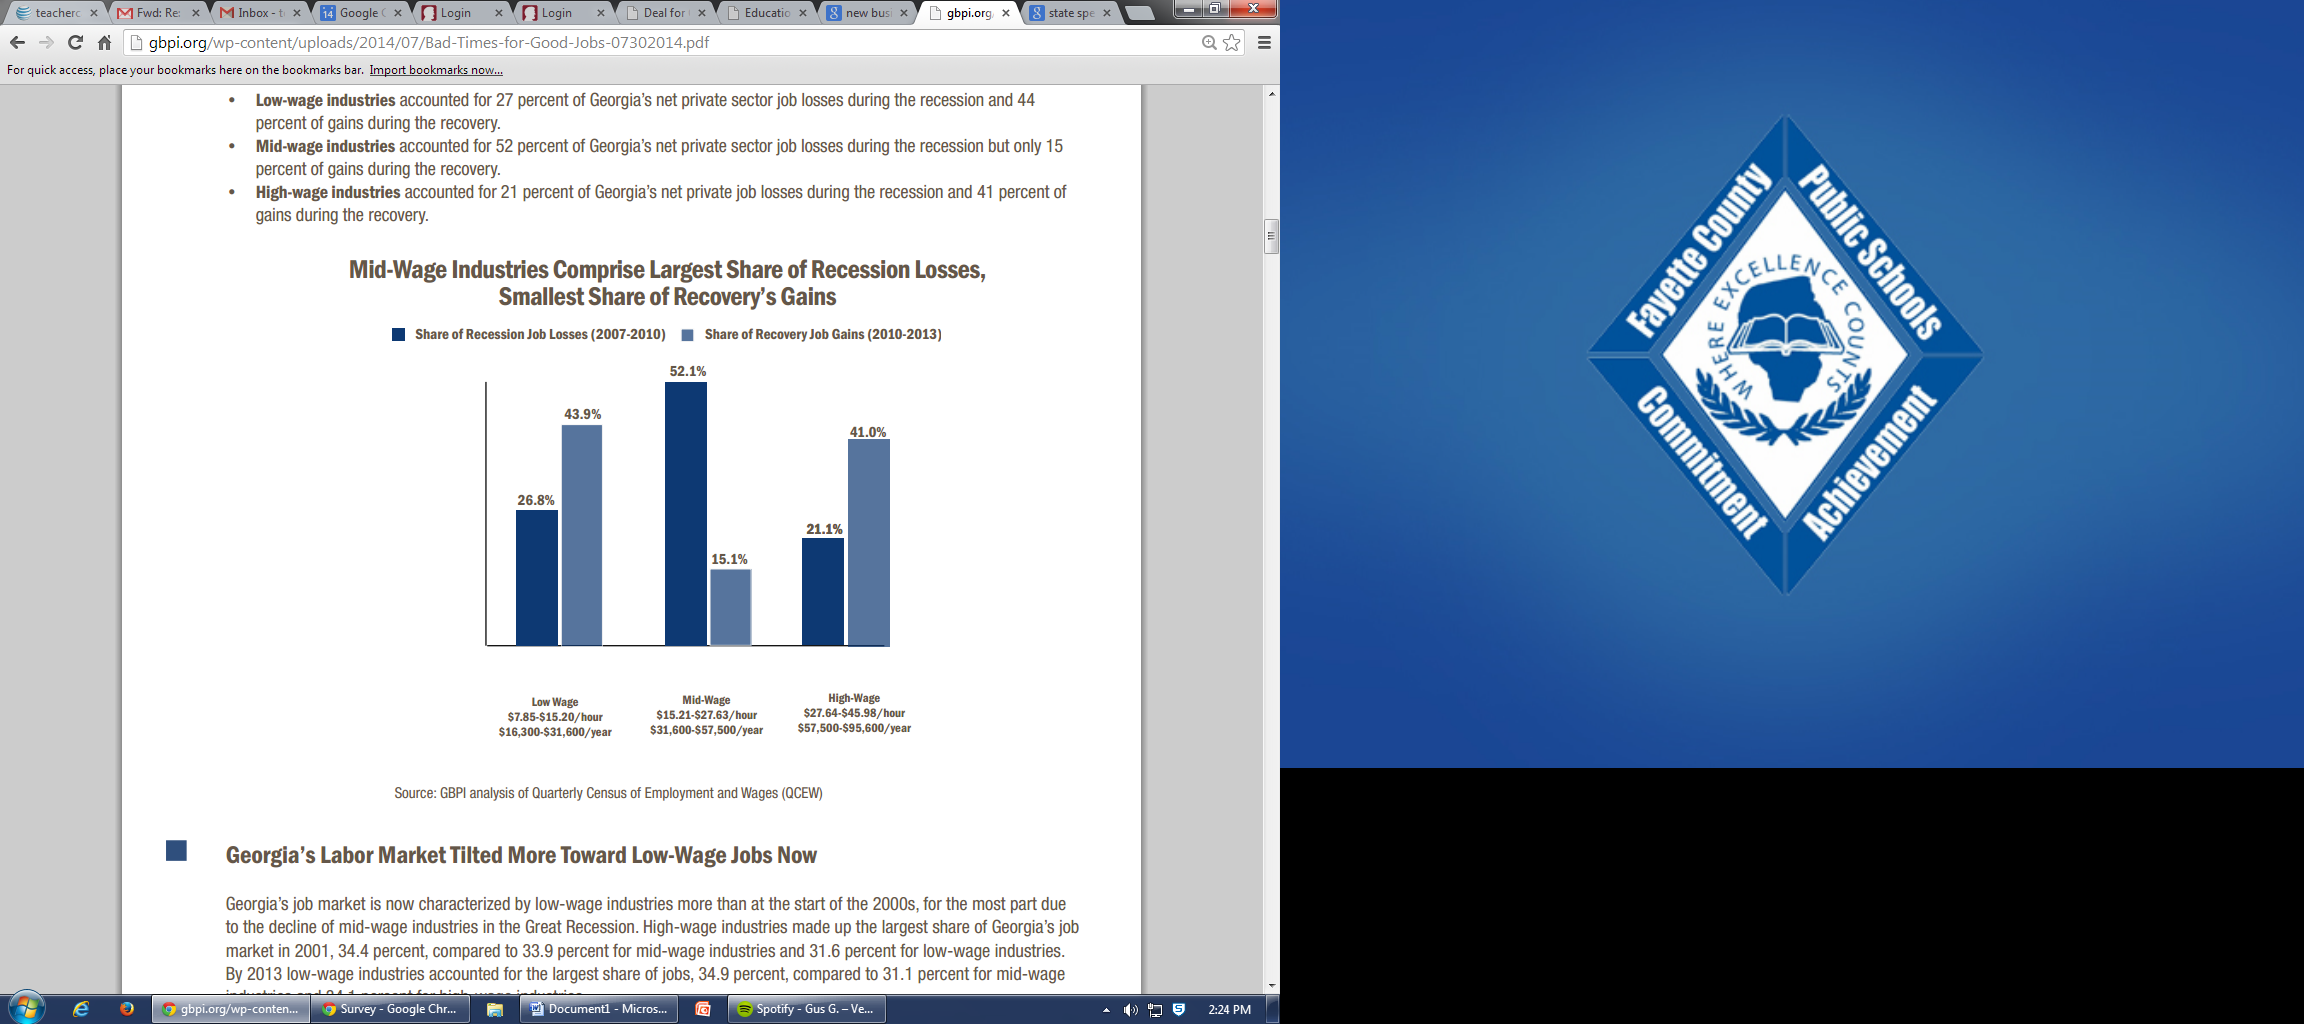 teacherc
Fwd: Re:
Inbox - t
Google C
Login
Login
Deal for
Educatio
new bus
gbpi.org
state spe
gbpi.org/wp-content/uploads/2014/07/Bad-Times-for-Good-Jobs-07302014.pdf
For quick access, place your bookmarks here on the bookmarks bar. Import bookmarks now...
• Low-wage industries accounted for 27 percent of Georgia's net private sector job losses during the recession and 44
percent of gains during the recovery.
• Mid-wage industries accounted for 52 percent of Georgia's net private sector job losses during the recession but only 15
percent of gains during the recovery.
• High-wage industries accounted for 21 percent of Georgia's net private job losses during the recession and 41 percent of
gains during the recovery.
Mid-Wage Industries Comprise Largest Share of Recession Losses,
Smallest Share of Recovery's Gains
Share of Recession Job Losses (2007-2010) Share of Recovery Job Gains (2010-2013)
26.8%
43.9%
52.1%
15.1%
21.1%
41.0%
Low Wage
$7.85-$15.20/hour
$16,300-$31,600/year
Mid-Wage
$15.21-$27.63/hour
$31,600-$57,500/year
High-Wage
$27.64-$45.98/hour
$57,500-$95,600/year
Source: GBPI analysis of Quarterly Census of Employment and Wages (QCEW)
Georgia's Labor Market Tilted More Toward Low-Wage Jobs Now
Georgia's job market is now characterized by low-wage industries more than at the start of the 2000s, for the most part due
to the decline of mid-wage industries in the Great Recession. High-wage industries made up the largest share of Georgia's job
market in 2001, 34.4 percent, compared to 33.9 percent for mid-wage industries and 31.6 percent for low-wage industries.
By 2013 low-wage industries accounted for the largest share of jobs, 34.9 percent, compared to 31.1 percent for mid-wage
gbpi.org/wp-conten...
Survey - Google Chr...
Document1 - Micros...
Spotify - Gus G. – Ve...
2:24 PM
Fayette County
Public Schools
WHERE EXCELLENCE COUNTS
Commitment
Achievement